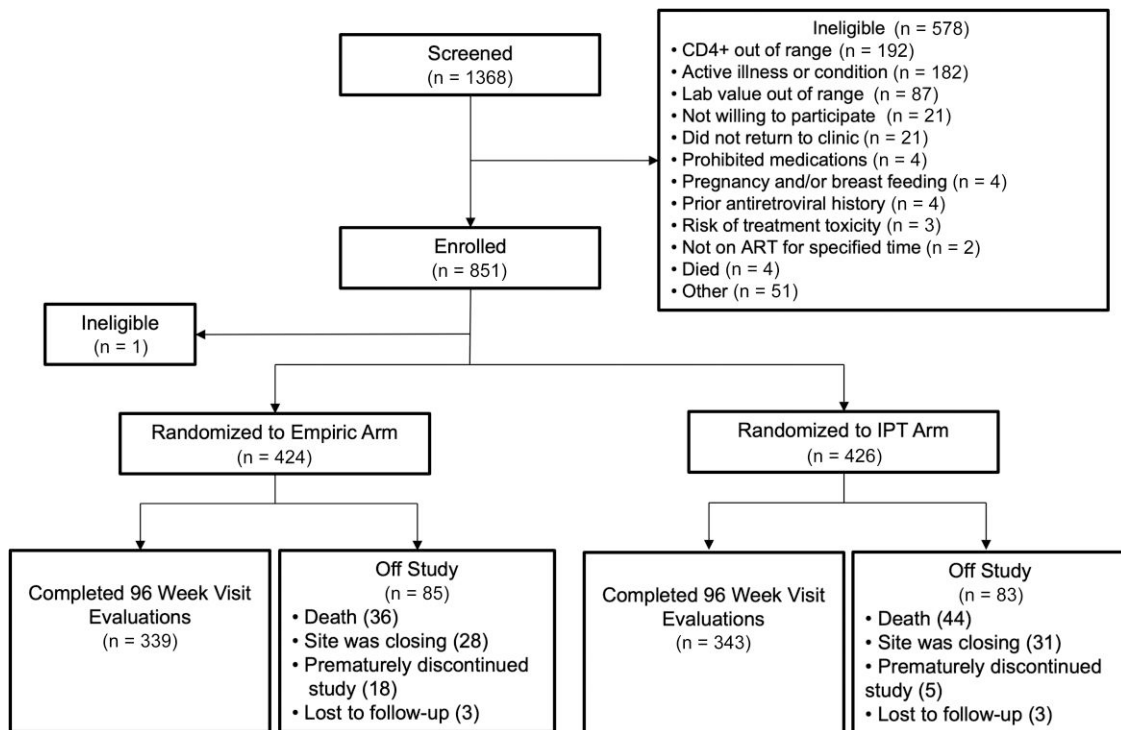 Screened
(n = 1368)
Ineligible (n = 578)
• CD4+ out of range (n = 192)
• Active illness or condition (n = 182)
• Lab value out of range (n = 87)
• Not willing to participate (n = 21)
• Did not return to clinic (n = 21)
• Prohibited medications (n = 4)
• Pregnancy and/or breast feeding (n = 4)
• Prior antiretroviral history (n = 4)
• Risk of treatment toxicity (n = 3)
• Not on ART for specified time (n = 2)
• Died (n = 4)
• Other (n = 51)
Enrolled
(n = 851)
Ineligible
(n = 1)
Randomized to Empiric Arm
(n = 424)
Randomized to IPT Arm
(n = 426)
Completed 96 Week Visit
Evaluations
(n = 339)
Off Study
(n = 85)
• Death (36)
• Site was closing (28)
• Prematurely discontinued
study (18)
• Lost to follow-up (3)
Completed 96 Week Visit
Evaluations
(n = 343)
Off Study
(n = 83)
• Death (44)
• Site was closing (31)
• Prematurely discontinued
study (5)
• Lost to follow-up (3)